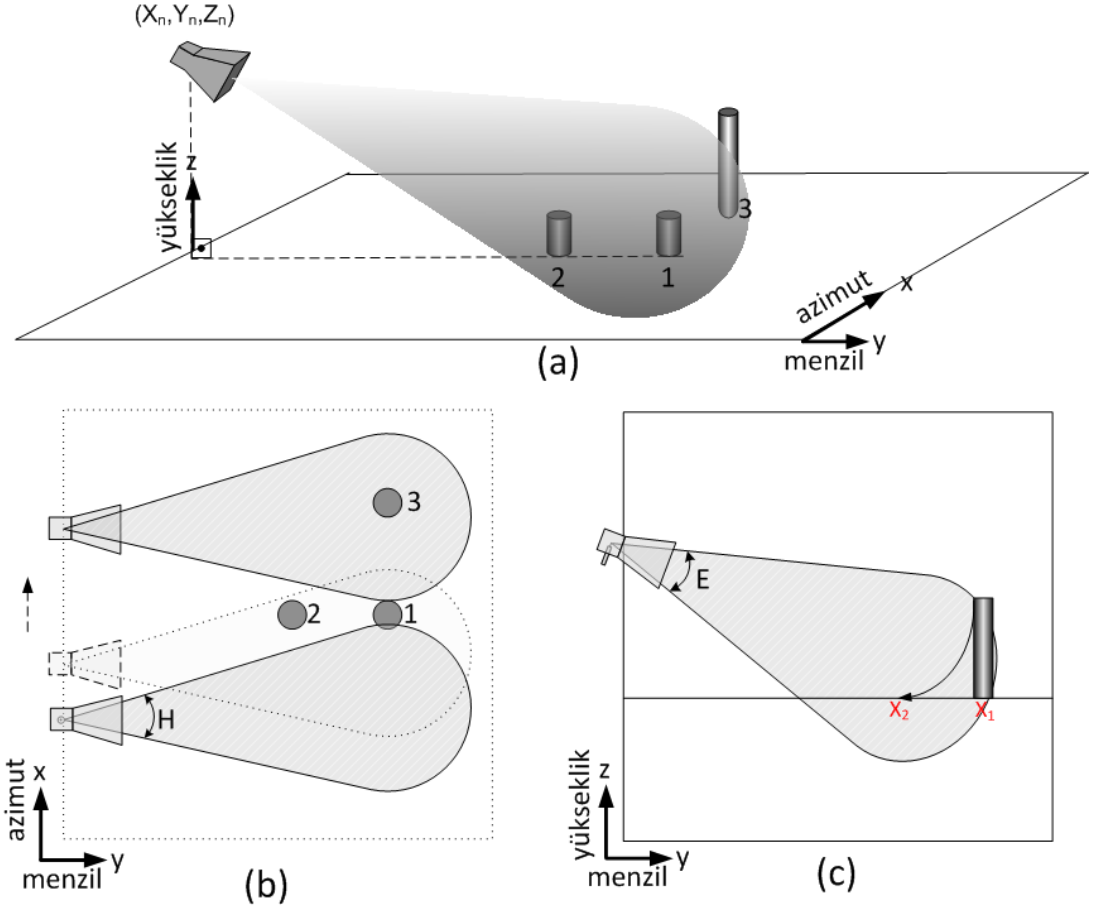 (Xn,Yn,Zn)
yükseklik
z
3
2
1
azimut
x
y
menzil
(a)
3
2
1
H
azimut
x
y
menzil
(b)
E
X2
X1
yükseklik
z
y
menzil
(c)